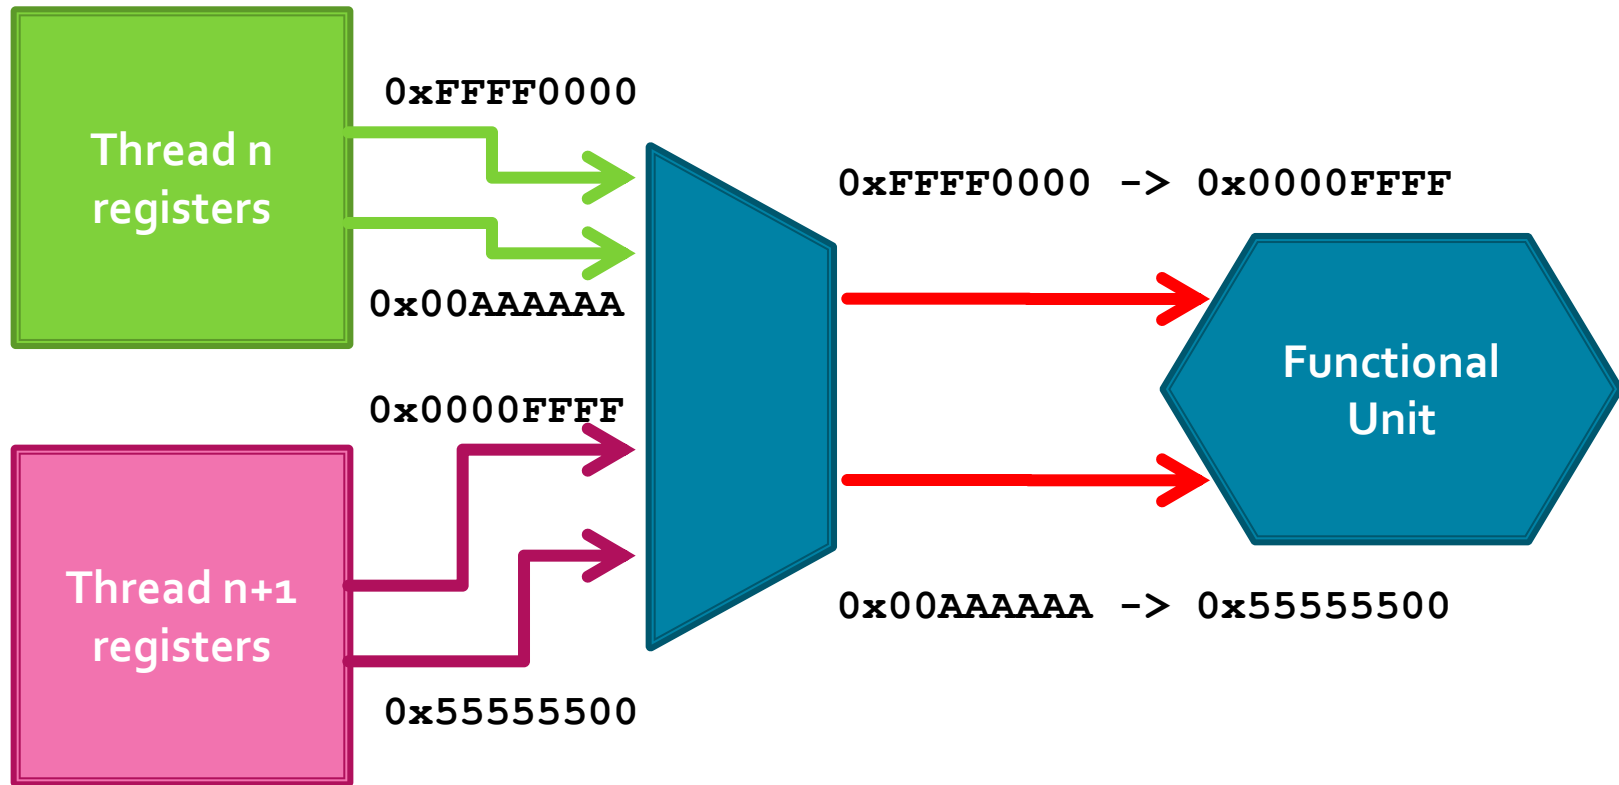 Thread n
registers
0xFFFF0000
0x00AAAAAA
0x0000FFFF
Thread n+1
registers
0x55555500
0xFFFF0000 -> 0x0000FFFF
0x00AAAAAA -> 0x55555500
Functional
Unit